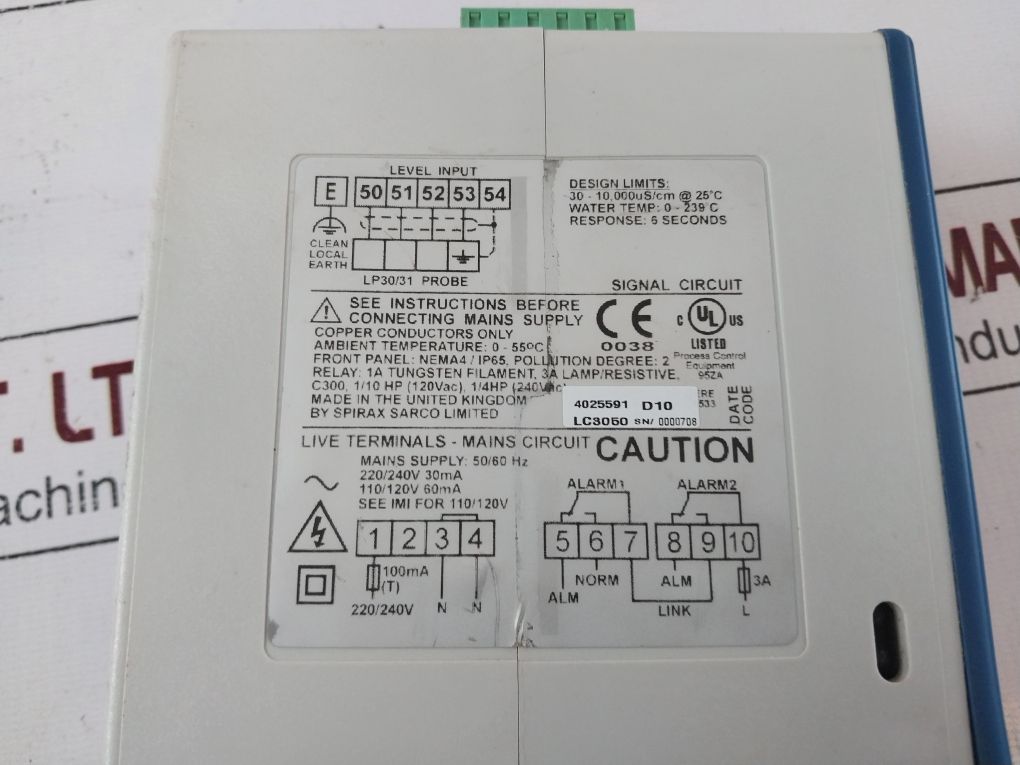 LEVEL INPUT
E 50 51 52 53 54
CLEAN
LOCAL
EARTH
LP30/31 PROBE
DESIGN LIMITS:
30 - 10,000uS/cm @ 25°C
WATER TEMP: 0 - 239 C
RESPONSE: 6 SECONDS
SIGNAL CIRCUIT
SEE INSTRUCTIONS BEFORE
CONNECTING MAINS SUPPLY
COPPER CONDUCTORS ONLY
AMBIENT TEMPERATURE: 0 - 55ºC
FRONT PANEL: NEMA4 / IP65, POLLUTION DEGREE: 2
RELAY: 1A TUNGSTEN FILAMENT, 3A LAMP/RESISTIVE,
C300, 1/10 HP (120Vac), 1/4HP (240Vac)
MADE IN THE UNITED KINGDOM
BY SPIRAX SARCO LIMITED
CE
0038
C UL US
LISTED
Process Control
Equipment
95ZA
DATE
CODE
4025591 D10
LC3050 SN/ 0000708
LIVE TERMINALS - MAINS CIRCUIT
CAUTION
MAINS SUPPLY: 50/60 Hz
220/240V 30mA
110/120V 60mA
SEE IMI FOR 110/120V
1 2 3 4
100mA
(T)
220/240V N N
ALARM1 ALARM2
5 6 7 8 9 10
NORM ALM 3A
ALM
LINK L
T. LT
achin
MA
ndu